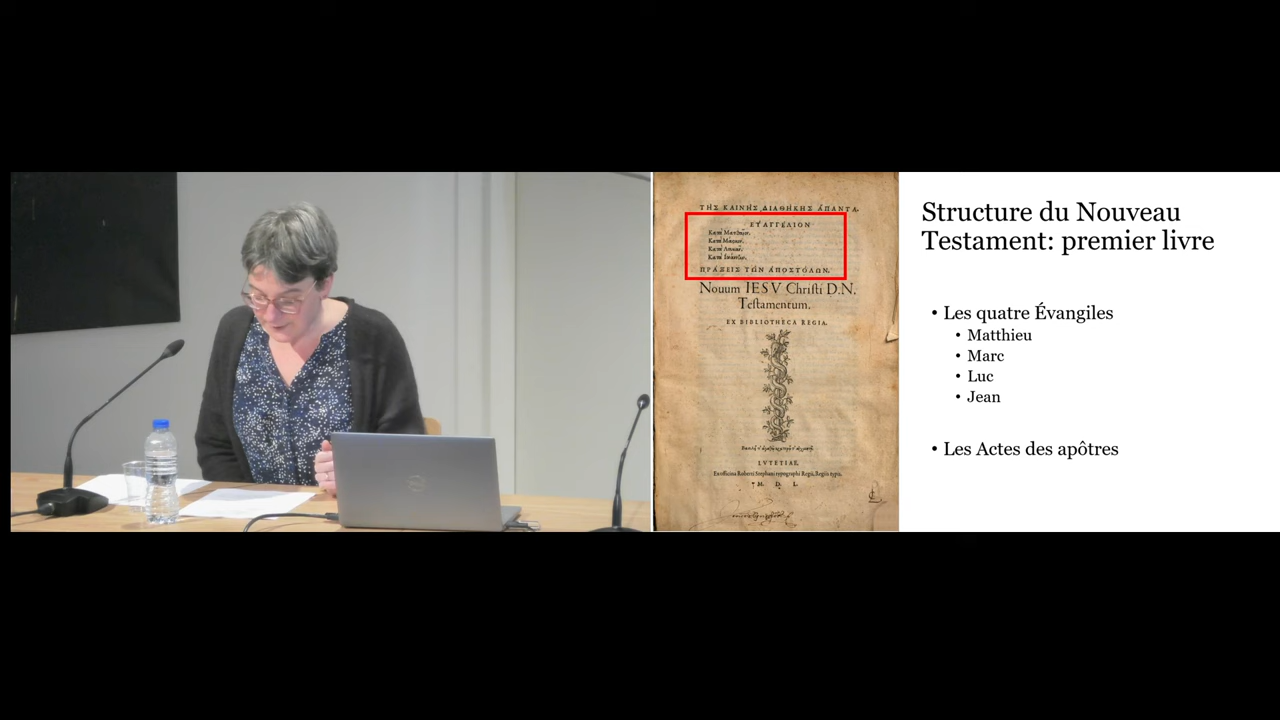 ΤΗΣ ΚΑΙΝΗΣ ΔΙΑΘΗΚΗΣ ΑΠΑΝΤΑ.
ΕΥΑΓΓΕΛΙΟΝ
ΠΡΑΞΕΙΣ ΤΩΝ ΑΠΟΣΤΟΛΩΝ.
Nouum IESV Chriſti D.N.
Teſtamentum.
EX BIBLIOTHECA REGIA.
LVTETIAE,
Ex officina Roberti Stephani typographi Regii, Regiis typis.
M. D. L.
Structure du Nouveau
Testament: premier livre
• Les quatre Évangiles
• Matthieu
• Marc
• Luc
• Jean
• Les Actes des apôtres